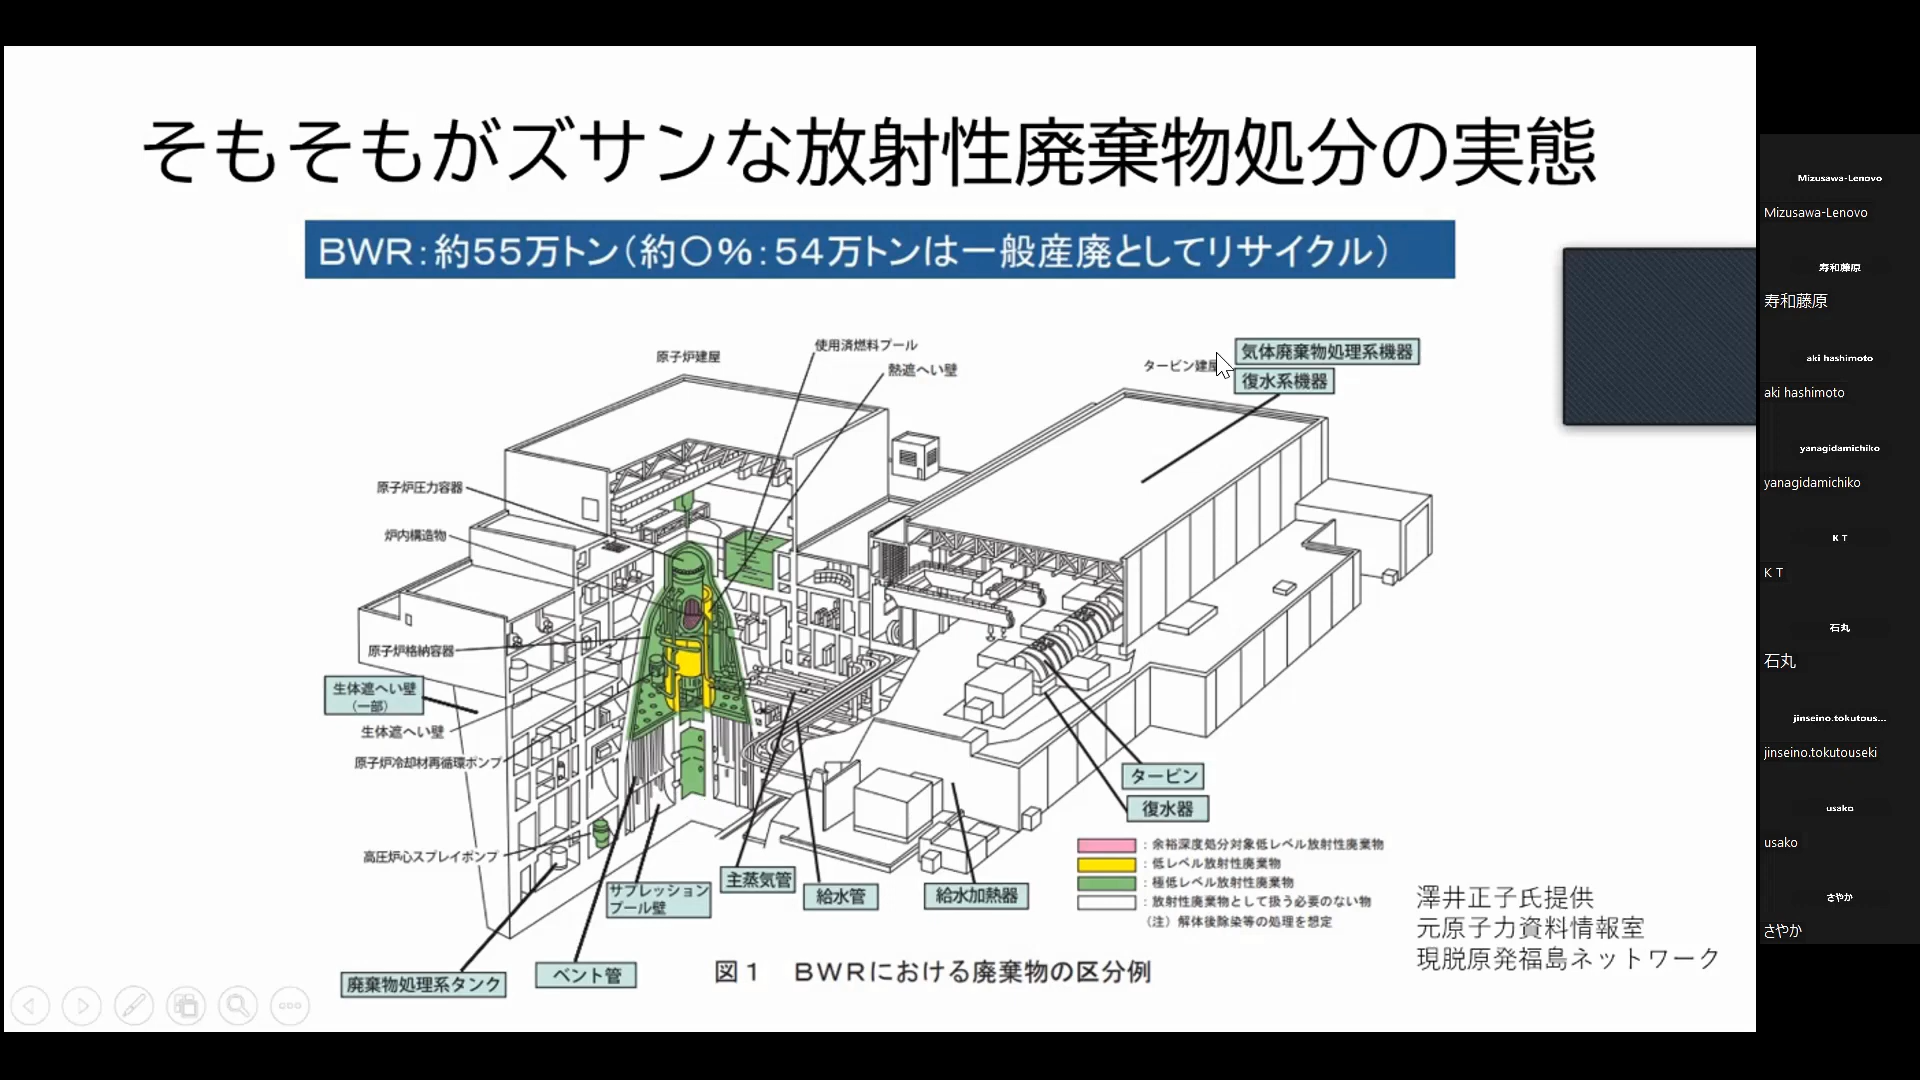 そもそもがズサンな放射性廃棄物処分の実態
BWR：約55万トン（約〇％：54万トンは一般産廃としてリサイクル）
使用済燃料プール
原子炉建屋
熱遮へい壁
タービン建屋
気体廃棄物処理系機器
復水系機器
原子炉圧力容器
炉内構造物
原子炉格納容器
生体遮へい壁
（一部）
生体遮へい壁
原子炉冷却材再循環ポンプ
高圧炉心スプレイポンプ
タービン
復水器
サプレッション
プール壁
主蒸気管
給水管
給水加熱器
廃棄物処理系タンク
ベント管
：余裕深度処分対象低レベル放射性廃棄物
：低レベル放射性廃棄物
：極低レベル放射性廃棄物
：放射性廃棄物として扱う必要のない物
（注）解体後除染等の処理を想定
図１　ＢＷＲにおける廃棄物の区分例
澤井正子氏提供
元原子力資料情報室
現脱原発福島ネットワーク
Mizusawa-Lenovo
Mizusawa-Lenovo
寿和藤原
寿和藤原
aki hashimoto
aki hashimoto
yanagidamichiko
yanagidamichiko
K T
K T
石丸
石丸
jinseino.tokutous...
jinseino.tokutouseki
usako
usako
さやか
さやか